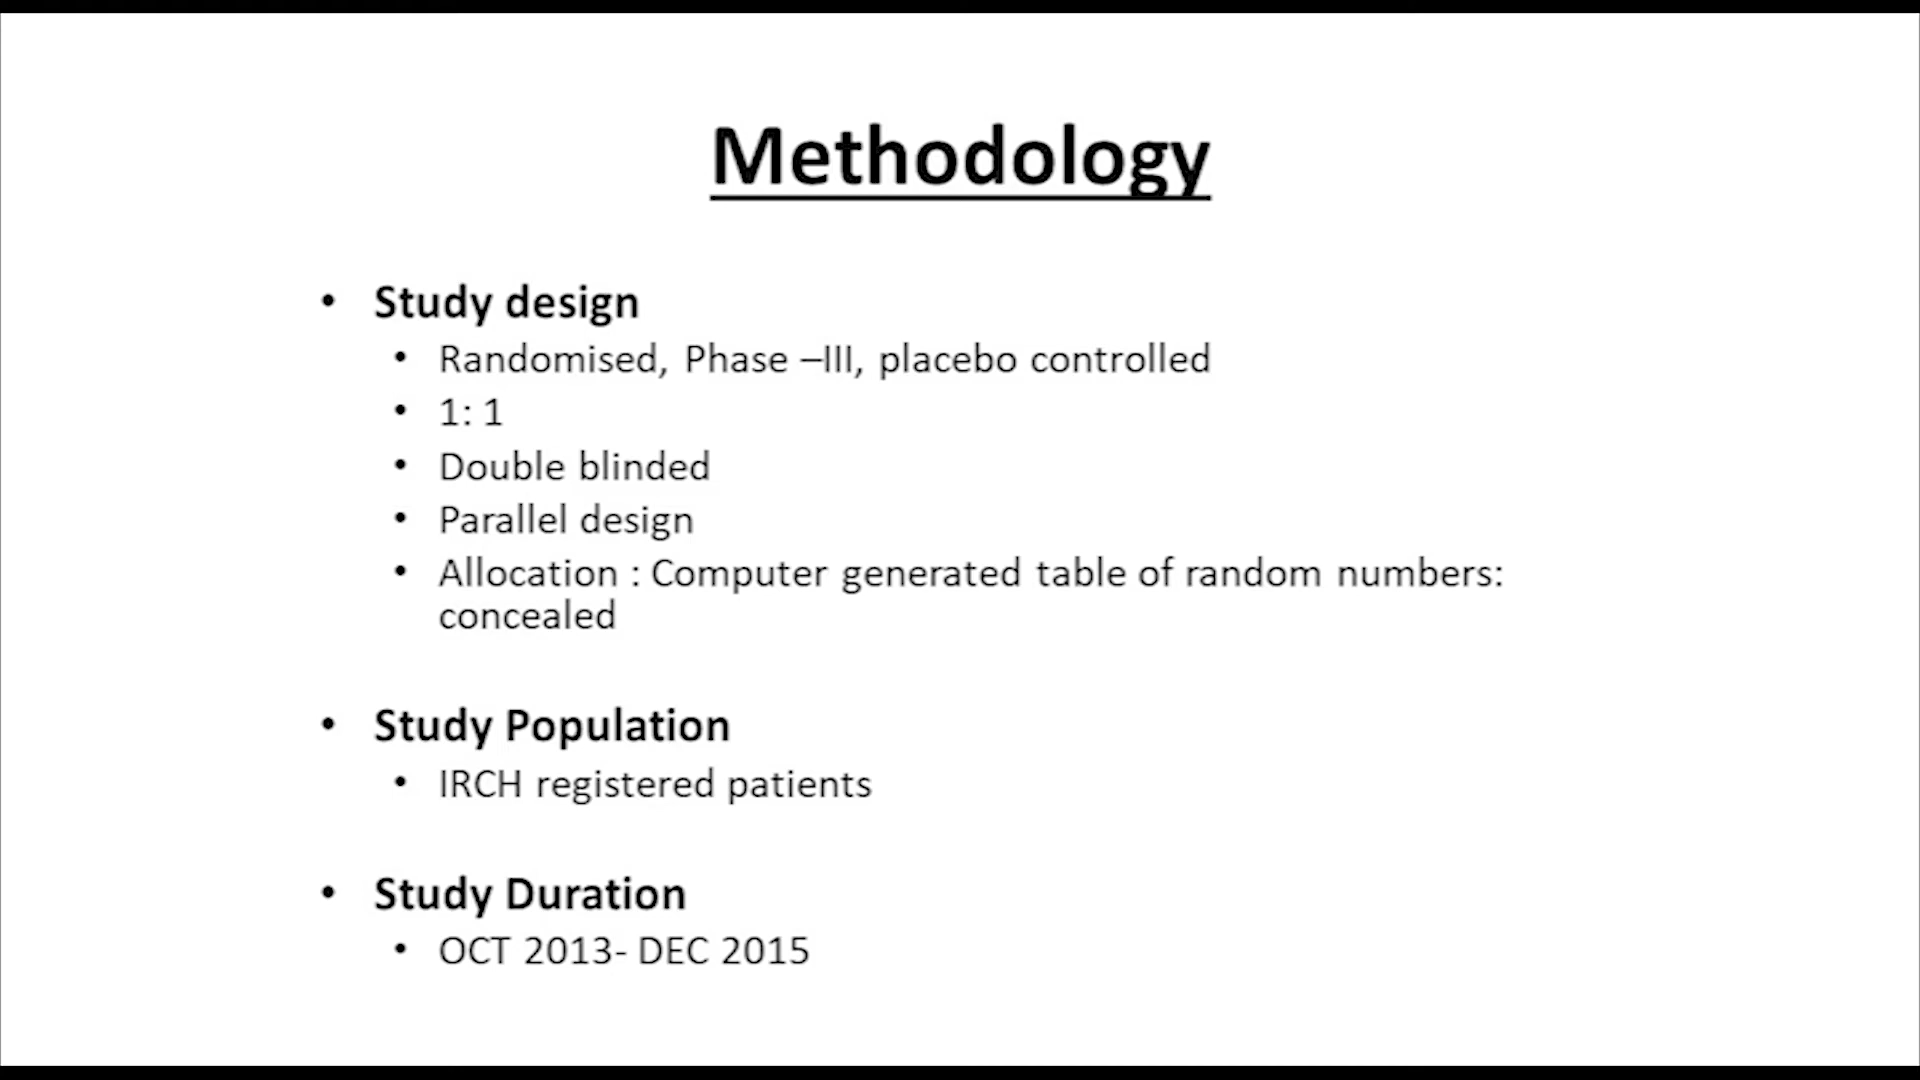 Methodology
• Study design
• Randomised, Phase –III, placebo controlled
• 1: 1
• Double blinded
• Parallel design
• Allocation : Computer generated table of random numbers:
concealed
• Study Population
• IRCH registered patients
• Study Duration
• OCT 2013- DEC 2015